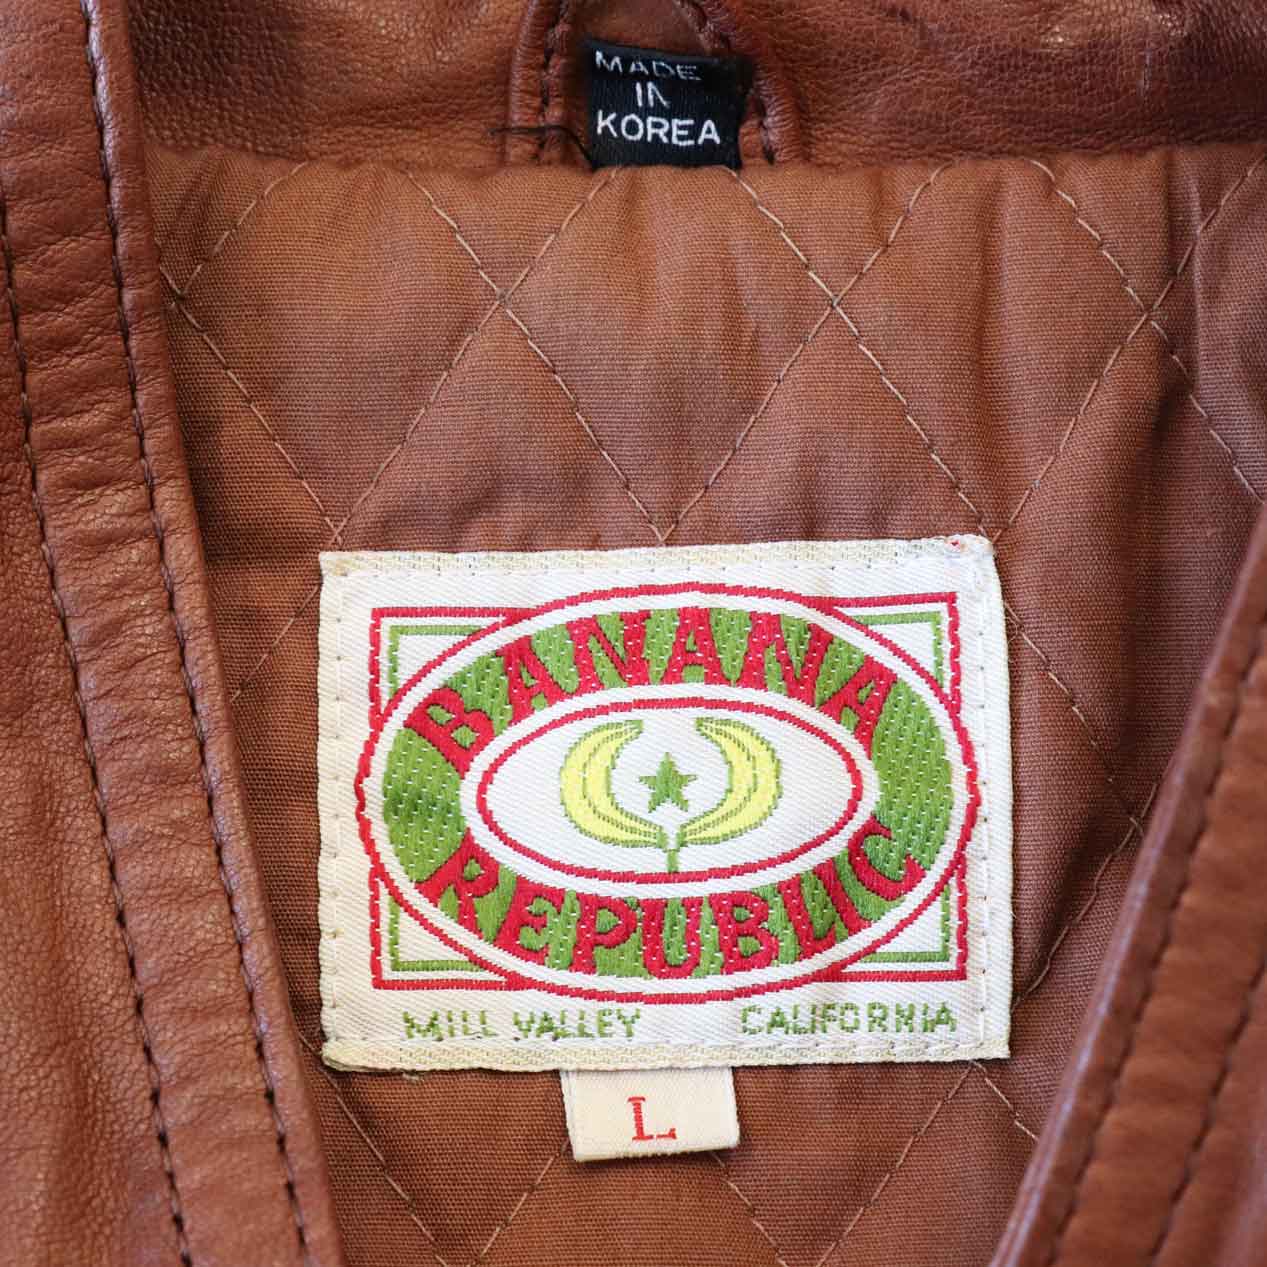 MADE
IN
KOREA
BANANA
REPUBLIC
MILL VALLEY CALIFORNIA
L